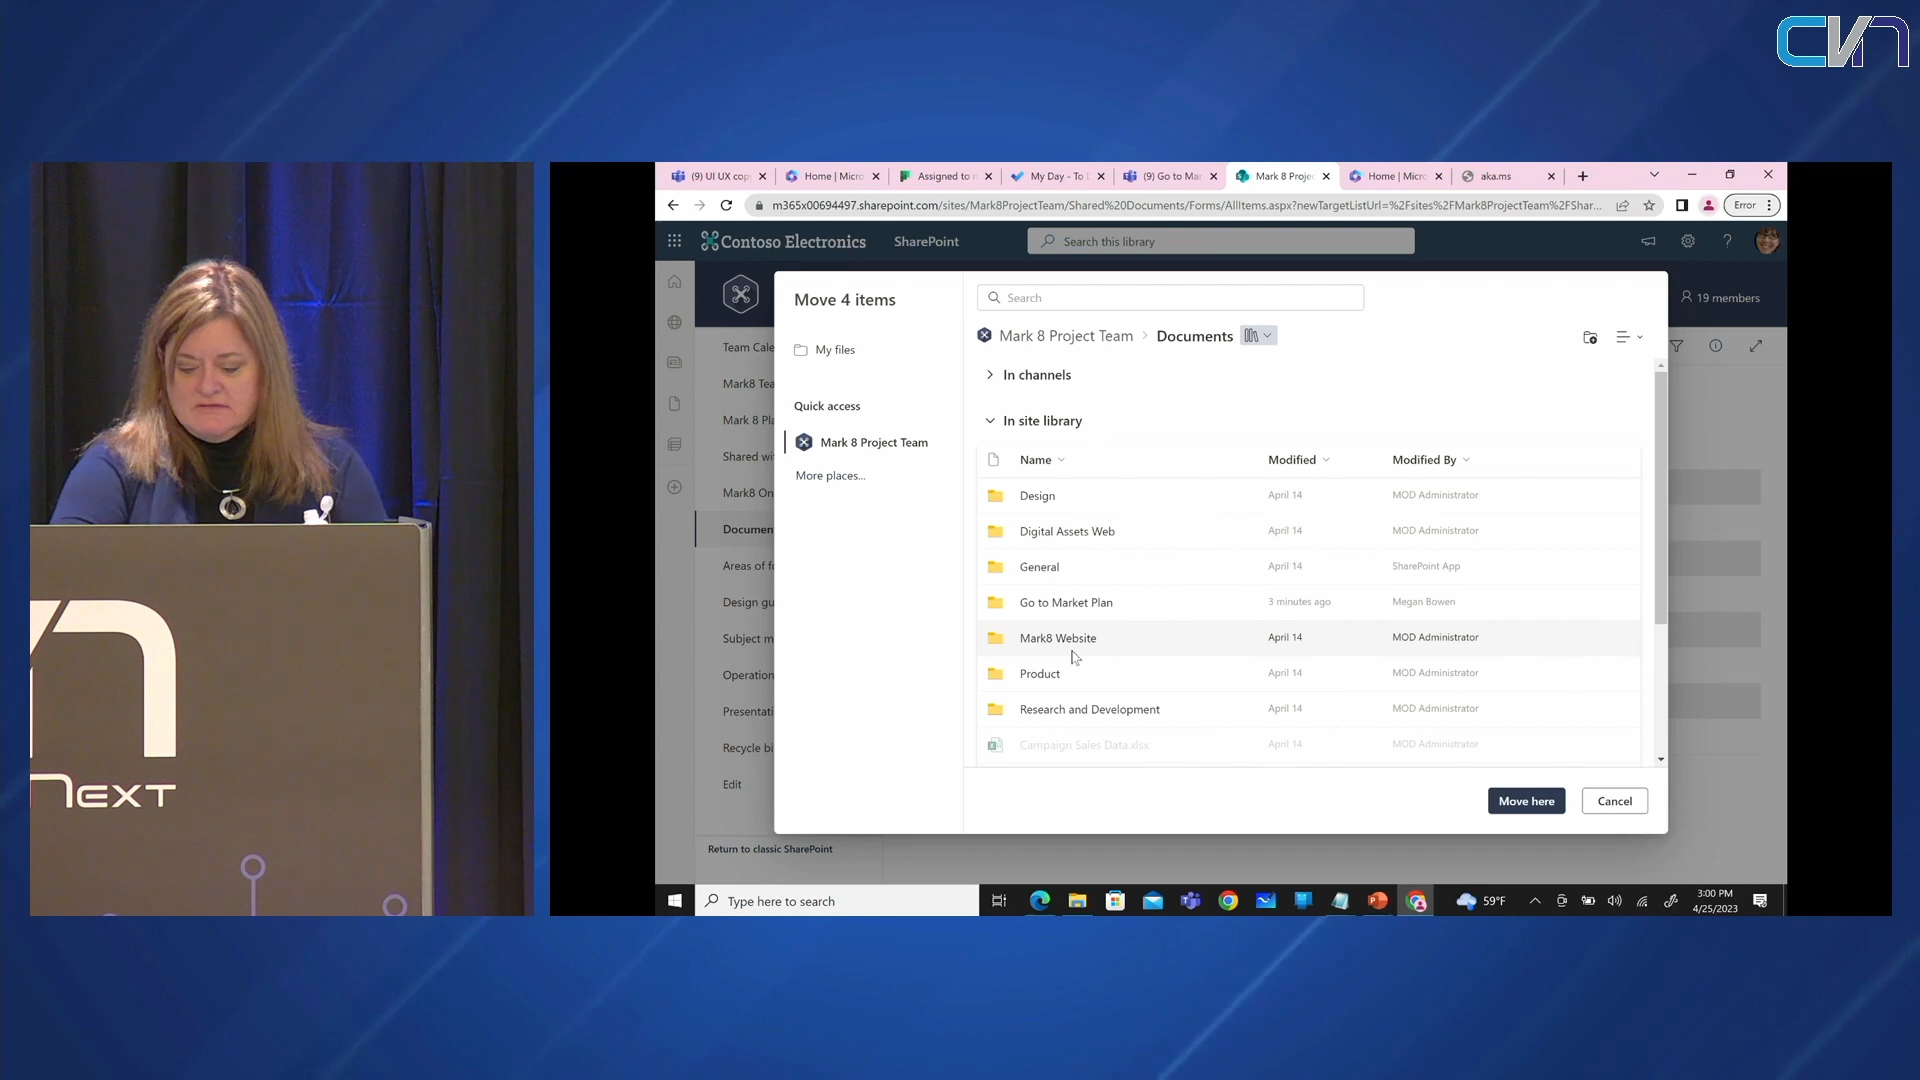 CVN
(9) UI UX cop
Home | Micro
Assigned to m
My Day - To D
(9) Go to Mar
Mark 8 Projec
Home | Micro
aka.ms
m365x00694497.sharepoint.com/sites/Mark8ProjectTeam/Shared%20Documents/Forms/AllItems.aspx?newTargetListUrl=%2Fsites%2FMark8ProjectTeam%2FShar...
Error
Contoso Electronics
SharePoint
Search this library
19 members
Move 4 items
My files
Quick access
Mark 8 Project Team
More places...
Search
Mark 8 Project Team > Documents
In channels
In site library
Name Modified Modified By
Design April 14 MOD Administrator
Digital Assets Web April 14 MOD Administrator
General April 14 SharePoint App
Go to Market Plan 3 minutes ago Megan Bowen
Mark8 Website April 14 MOD Administrator
Product April 14 MOD Administrator
Research and Development April 14 MOD Administrator
Campaign Sales Data.xlsx April 14 MOD Administrator
Move here
Cancel
Team Cale
Mark8 Tea
Mark 8 Pla
Shared wi
Mark8 On
Documen
Areas of fo
Design gu
Subject m
Operation
Presentati
Recycle bi
Edit
Return to classic SharePoint
Type here to search
59°F
3:00 PM
4/25/2023
NEXT